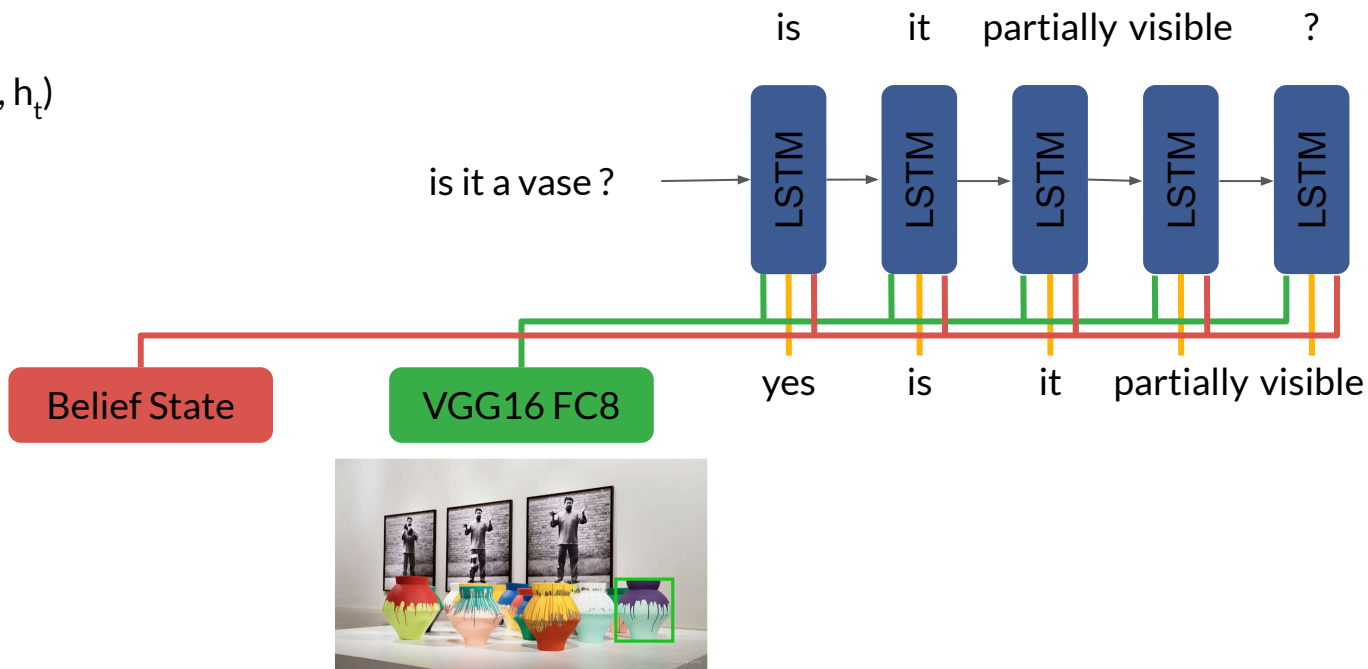 is it partially visible ?
, hₜ)
LSTM LSTM LSTM LSTM LSTM
is it a vase ?
Belief State
VGG16 FC8
yes is it partially visible